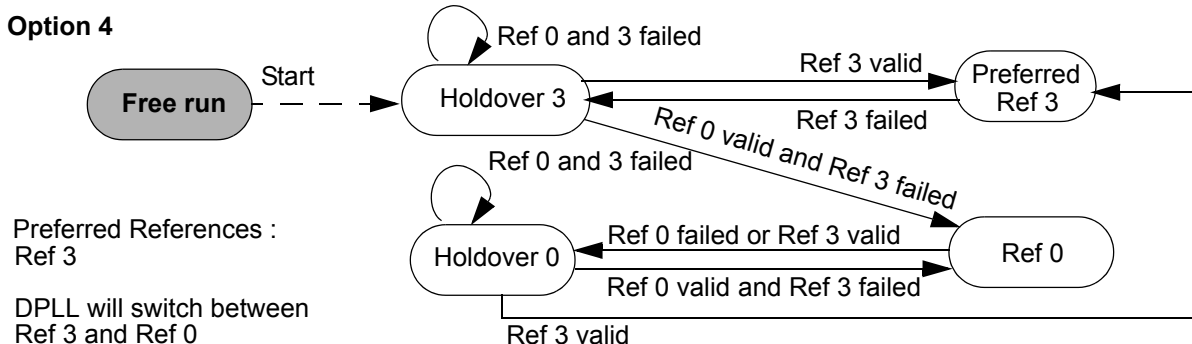 Option 4
Ref 0 and 3 failed
Start
Free run
Holdover 3
Ref 3 valid
Preferred
Ref 3
Ref 3 failed
Ref 0 valid and Ref 3 failed
Ref 0 and 3 failed
Preferred References :
Ref 3
Holdover 0
Ref 0 failed or Ref 3 valid
Ref 0
Ref 0 valid and Ref 3 failed
DPLL will switch between
Ref 3 and Ref 0
Ref 3 valid